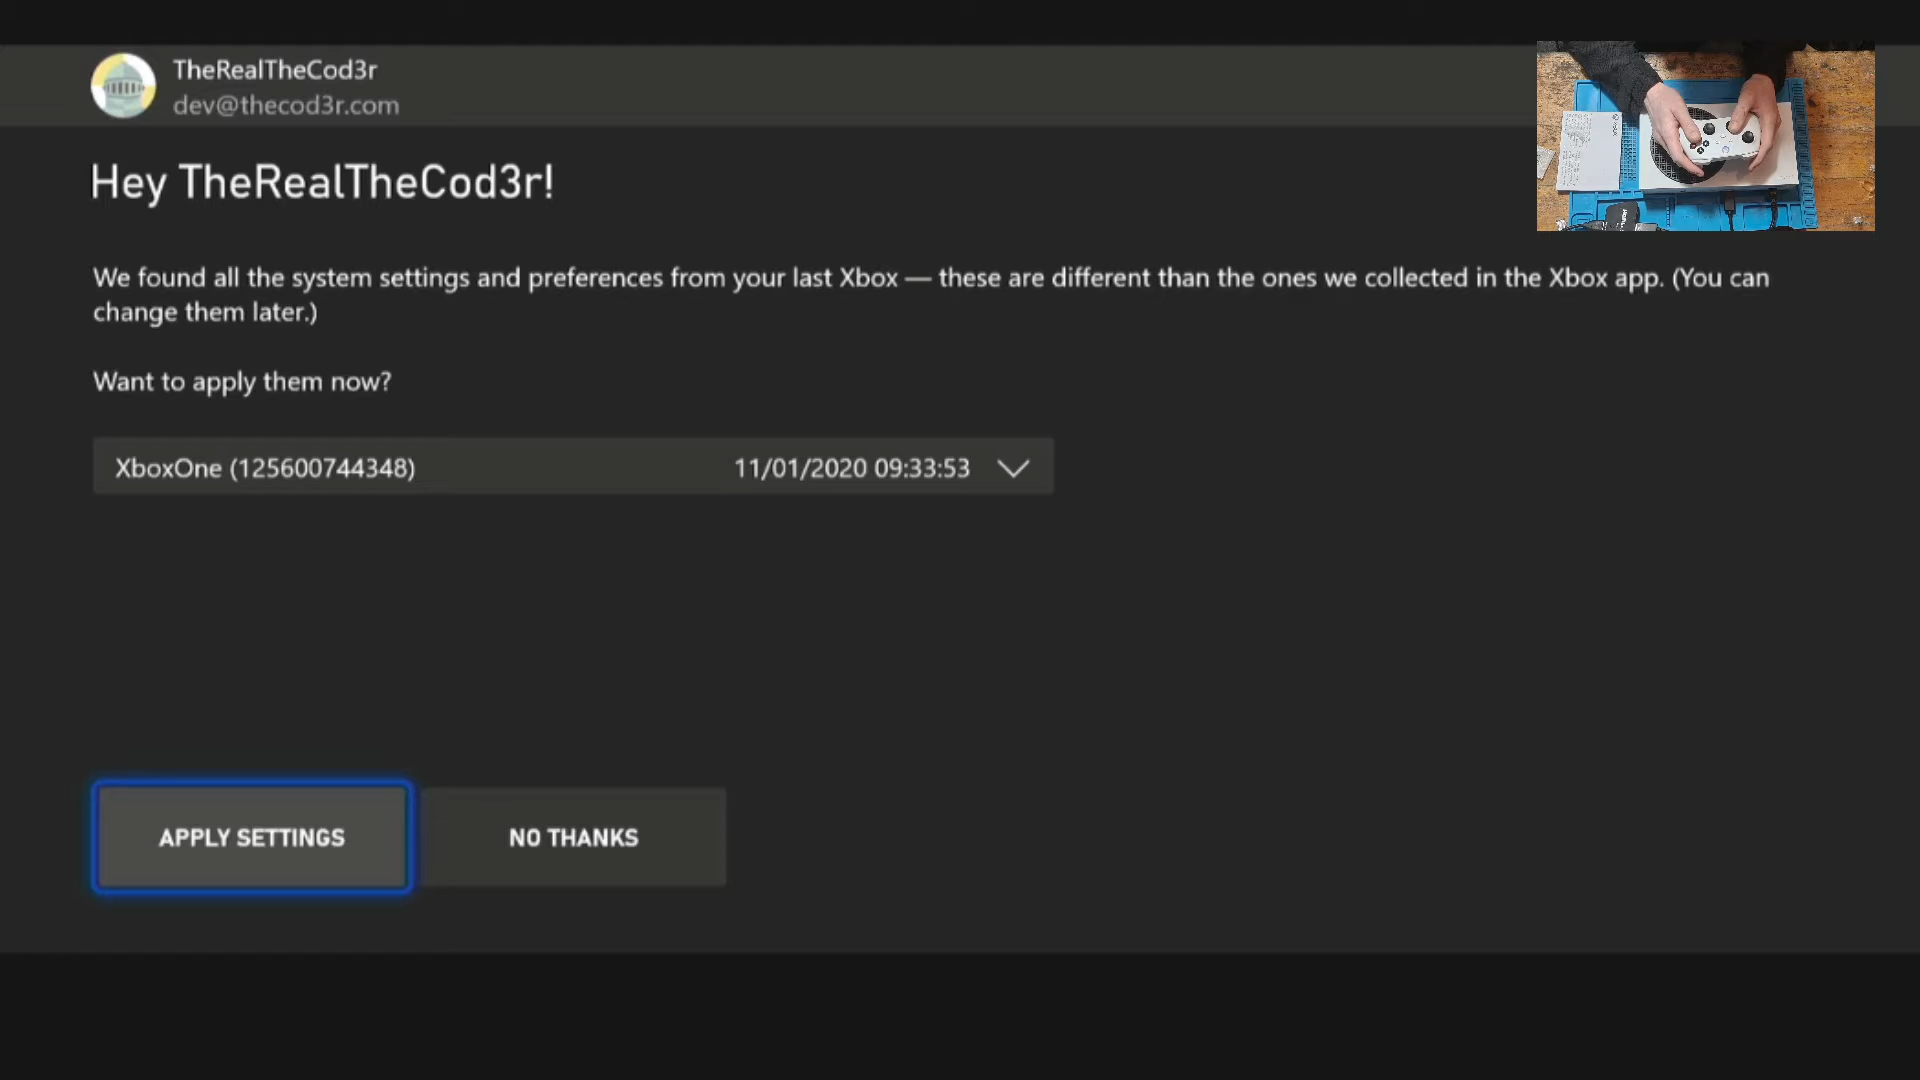 TheRealTheCod3r
dev@thecod3r.com
Hey TheRealTheCod3r!
We found all the system settings and preferences from your last Xbox — these are different than the ones we collected in the Xbox app. (You can
change them later.)
Want to apply them now?
XboxOne (125600744348) 11/01/2020 09:33:53
APPLY SETTINGS
NO THANKS